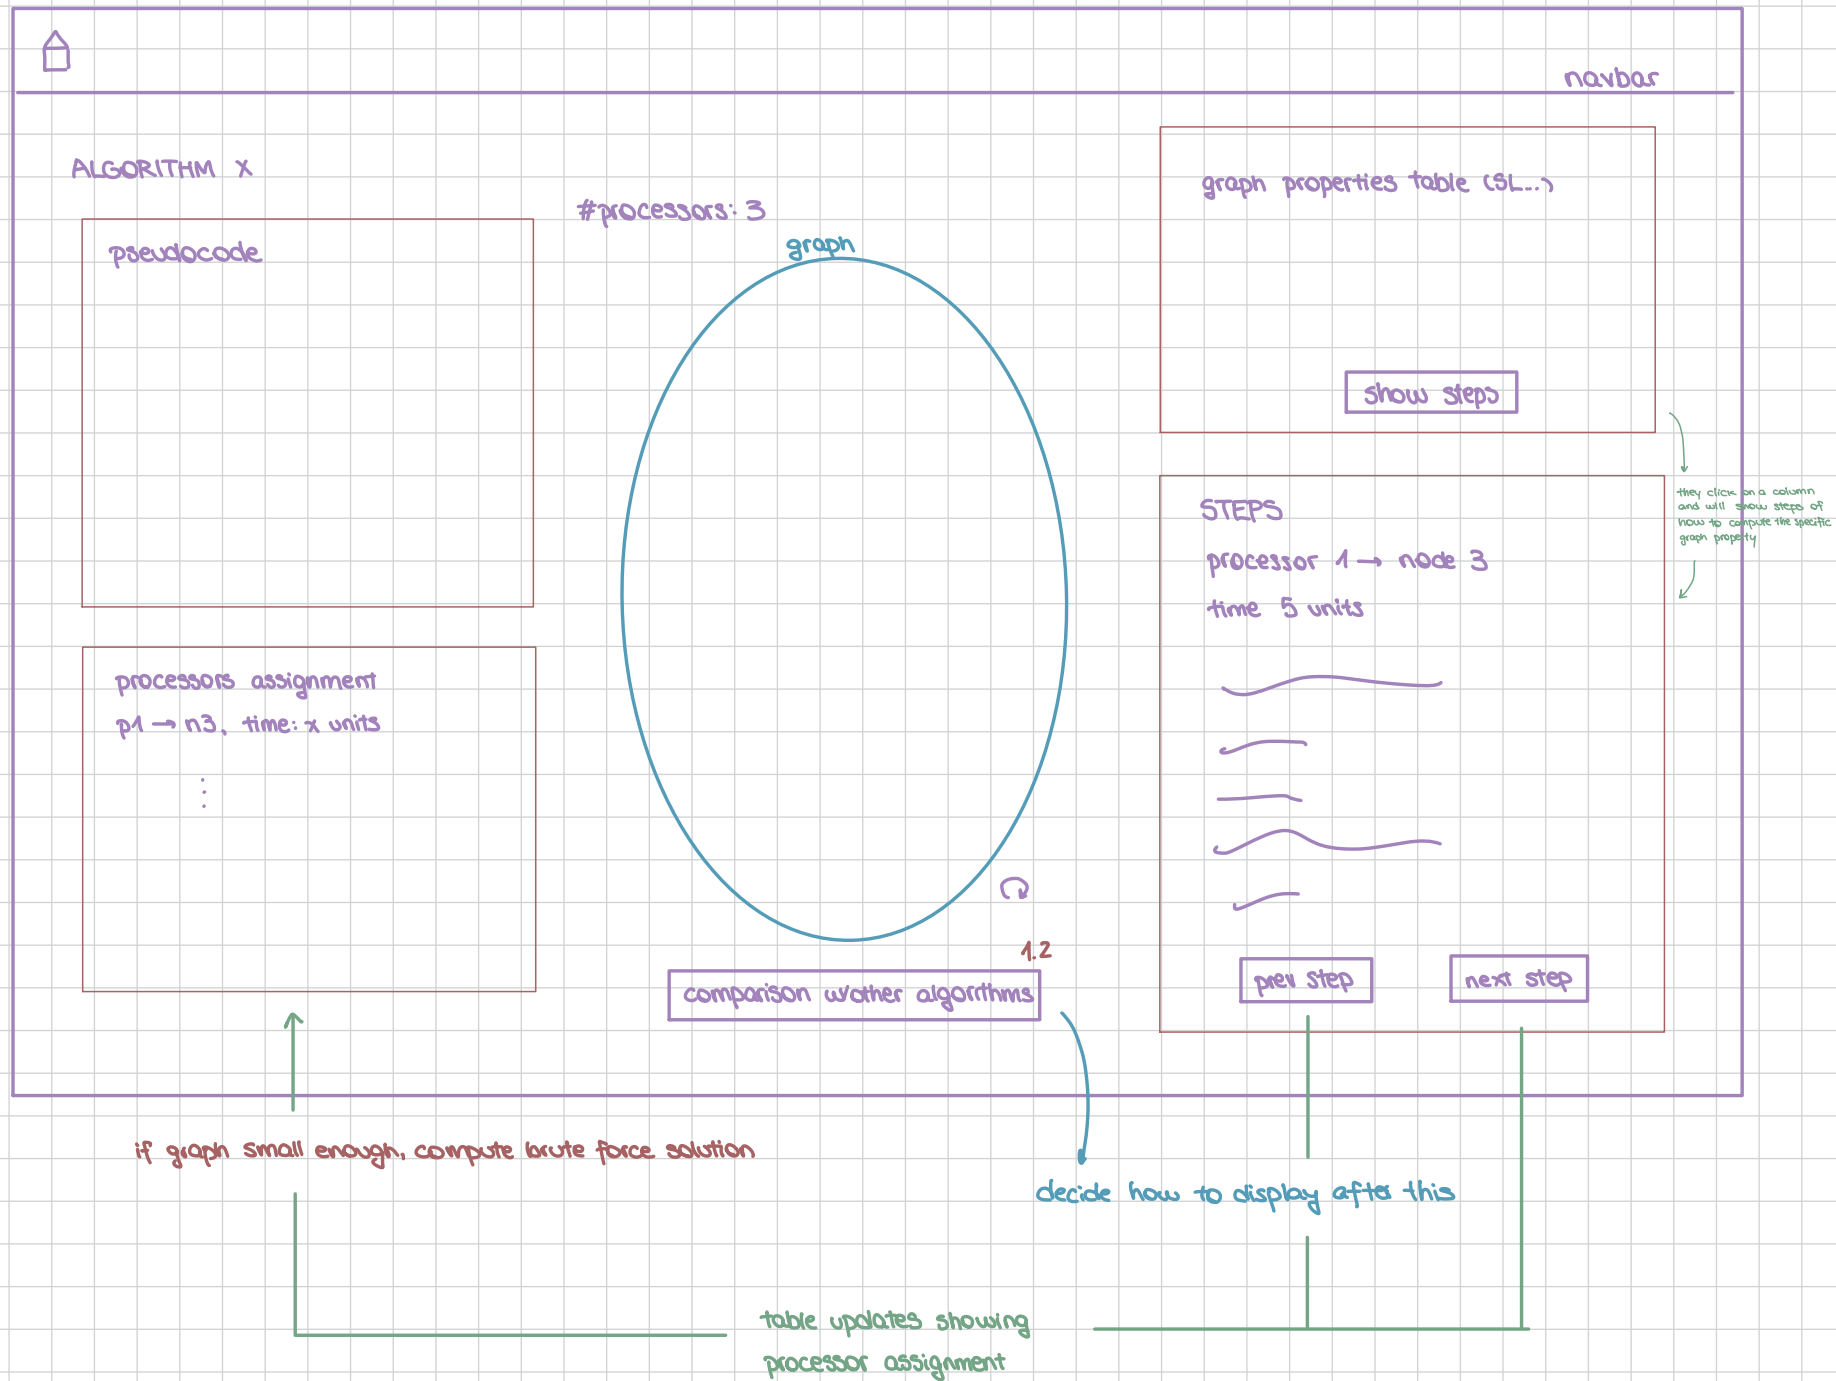 navbar
ALGORITHM X
#processors: 3
pseudocode
graph
graph properties table (SL...)
show steps
they click on a column
and will show steps of
how to compute the specific
graph property
STEPS
processor 1 → node 3
time 5 units
processors assignment
p1 → n3, time: x units
⋮
1.2
comparison w/other algorithms
prev step
next step
if graph small enough, compute brute force solution
decide how to display after this
table updates showing
processor assignment